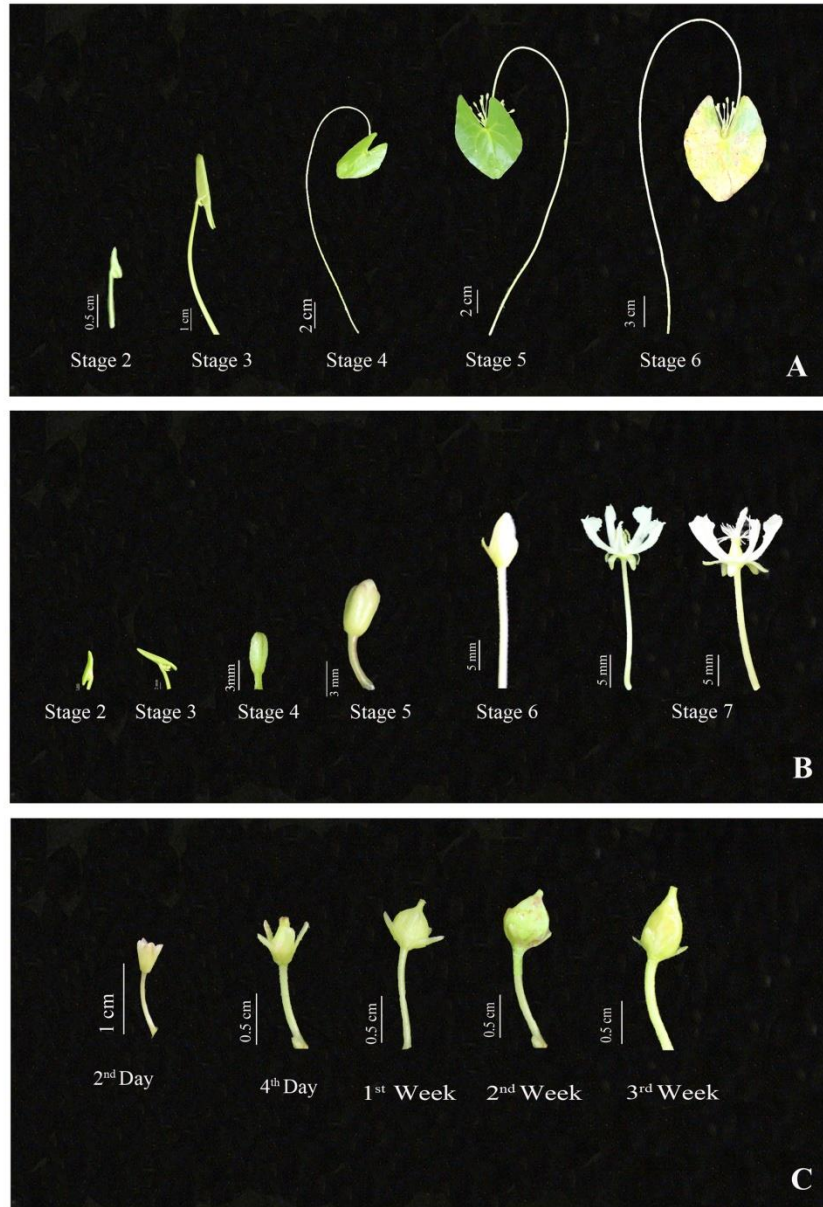 0.5 cm
1 cm
2 cm
2 cm
3 cm
Stage 2 Stage 3 Stage 4 Stage 5 Stage 6
A
3mm
3 mm
5 mm
5 mm
5 mm
Stage 2 Stage 3 Stage 4 Stage 5 Stage 6 Stage 7
B
1 cm
0.5 cm
0.5 cm
0.5 cm
0.5 cm
2nd Day 4th Day 1st Week 2nd Week 3rd Week
C